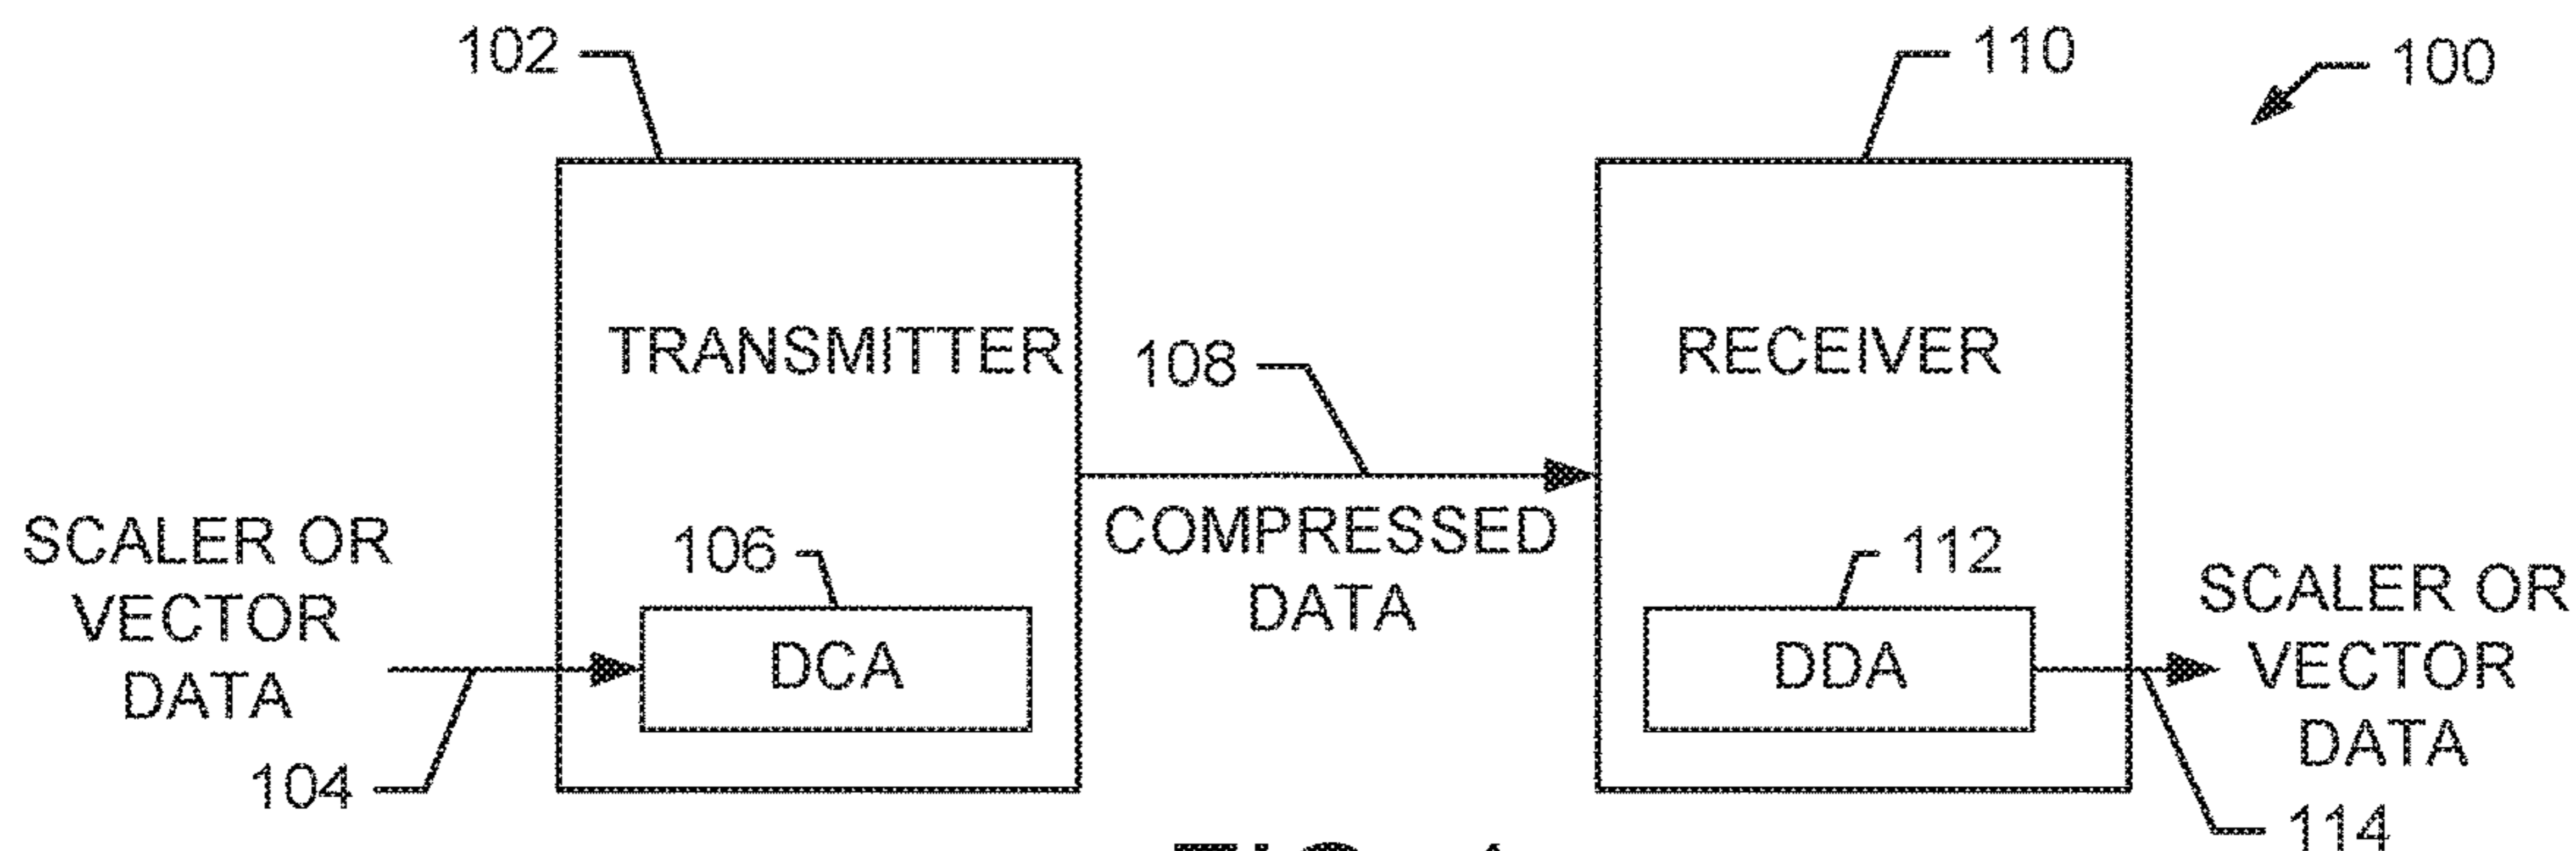 102
110
100
TRANSMITTER
108
RECEIVER
SCALER OR
VECTOR
DATA
106
COMPRESSED
DATA
112
SCALER OR
VECTOR
DATA
DCA
DDA
104
114